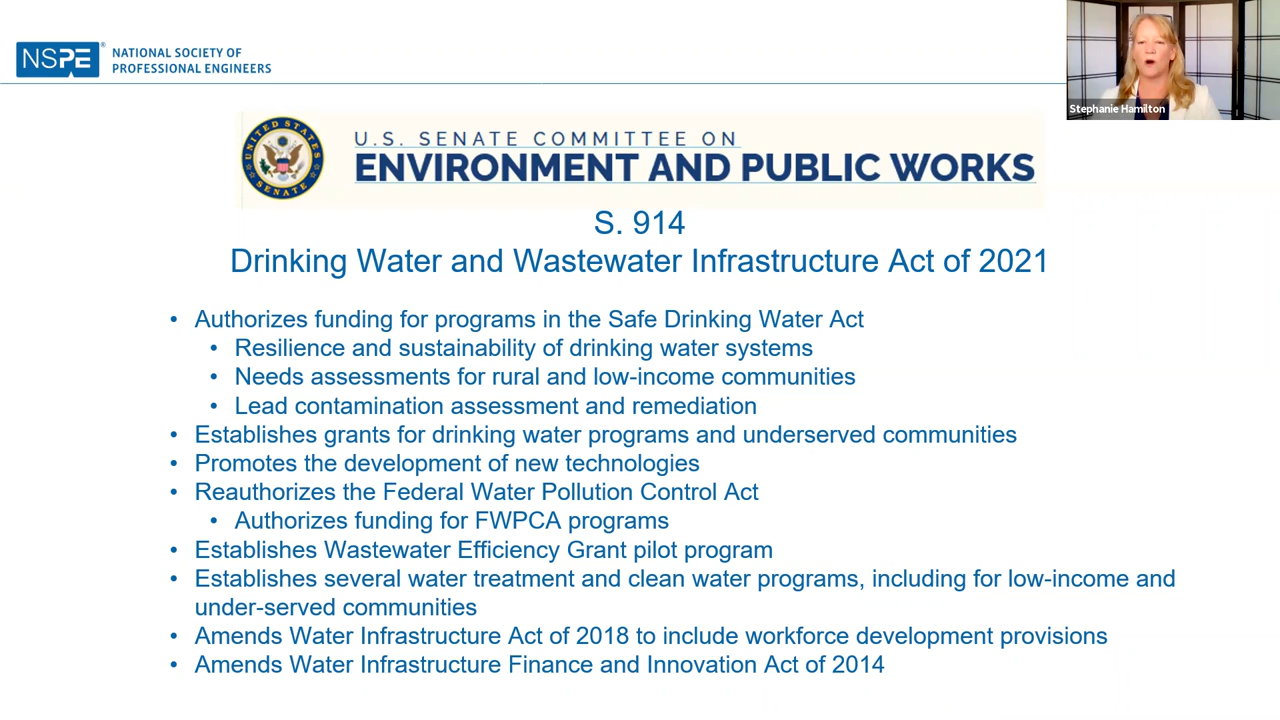 NSPE® NATIONAL SOCIETY OF
PROFESSIONAL ENGINEERS
Stephanie Hamilton
UNITED STATES
SENATE
U.S. SENATE COMMITTEE ON
ENVIRONMENT AND PUBLIC WORKS
S. 914
Drinking Water and Wastewater Infrastructure Act of 2021
• Authorizes funding for programs in the Safe Drinking Water Act
• Resilience and sustainability of drinking water systems
• Needs assessments for rural and low-income communities
• Lead contamination assessment and remediation
• Establishes grants for drinking water programs and underserved communities
• Promotes the development of new technologies
• Reauthorizes the Federal Water Pollution Control Act
• Authorizes funding for FWPCA programs
• Establishes Wastewater Efficiency Grant pilot program
• Establishes several water treatment and clean water programs, including for low-income and
under-served communities
• Amends Water Infrastructure Act of 2018 to include workforce development provisions
• Amends Water Infrastructure Finance and Innovation Act of 2014